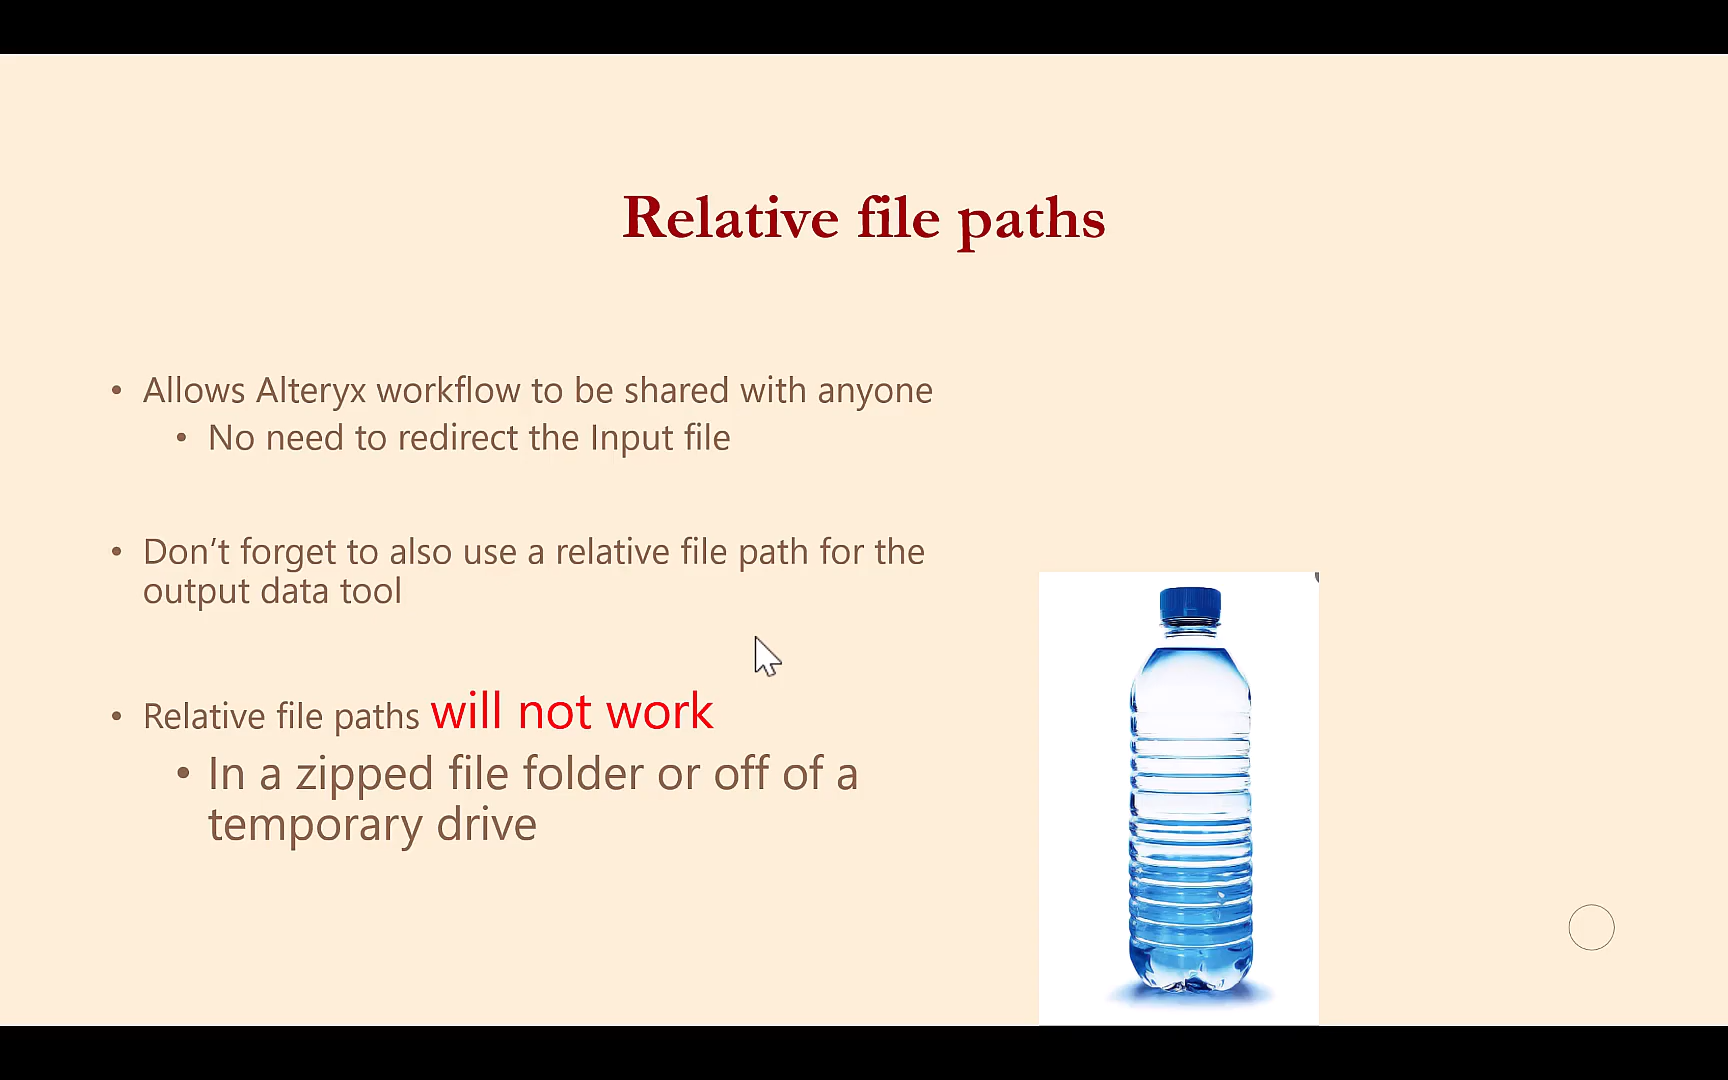 Relative file paths
• Allows Alteryx workflow to be shared with anyone
• No need to redirect the Input file
• Don’t forget to also use a relative file path for the
output data tool
• Relative file paths will not work
• In a zipped file folder or off of a
temporary drive